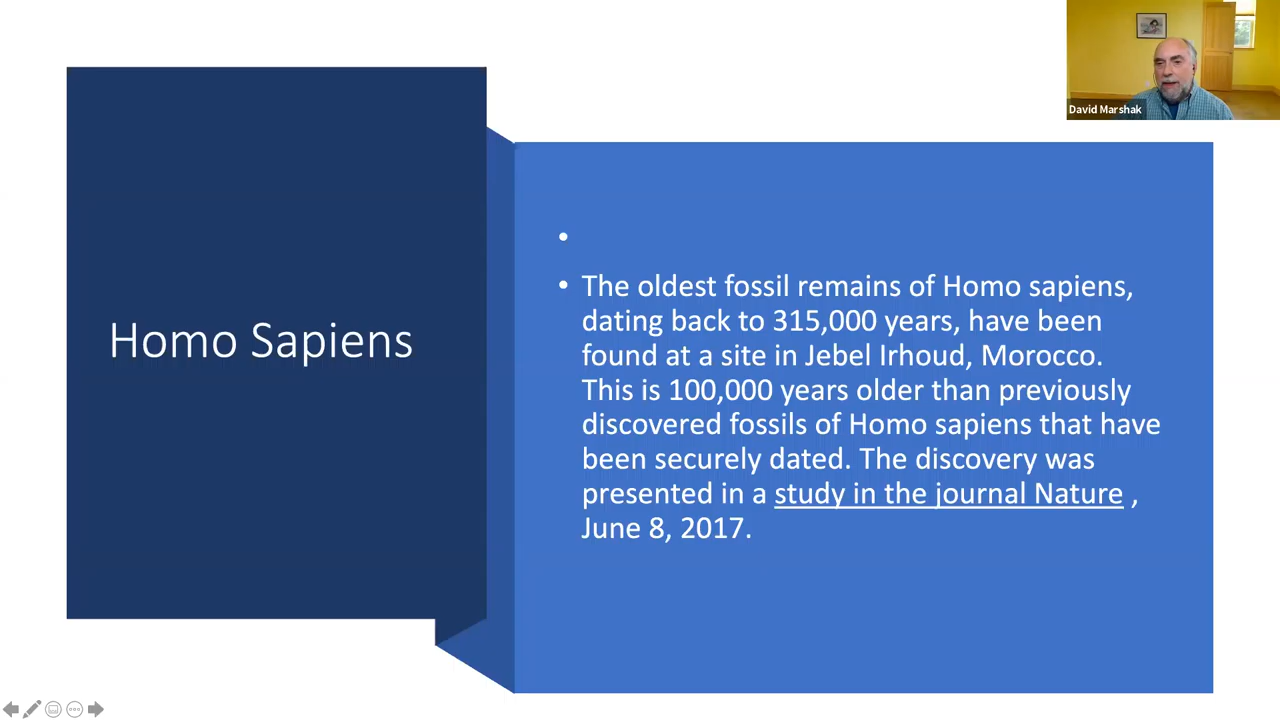 David Marshak
Homo Sapiens
•
• The oldest fossil remains of Homo sapiens,
dating back to 315,000 years, have been
found at a site in Jebel Irhoud, Morocco.
This is 100,000 years older than previously
discovered fossils of Homo sapiens that have
been securely dated. The discovery was
presented in a study in the journal Nature ,
June 8, 2017.